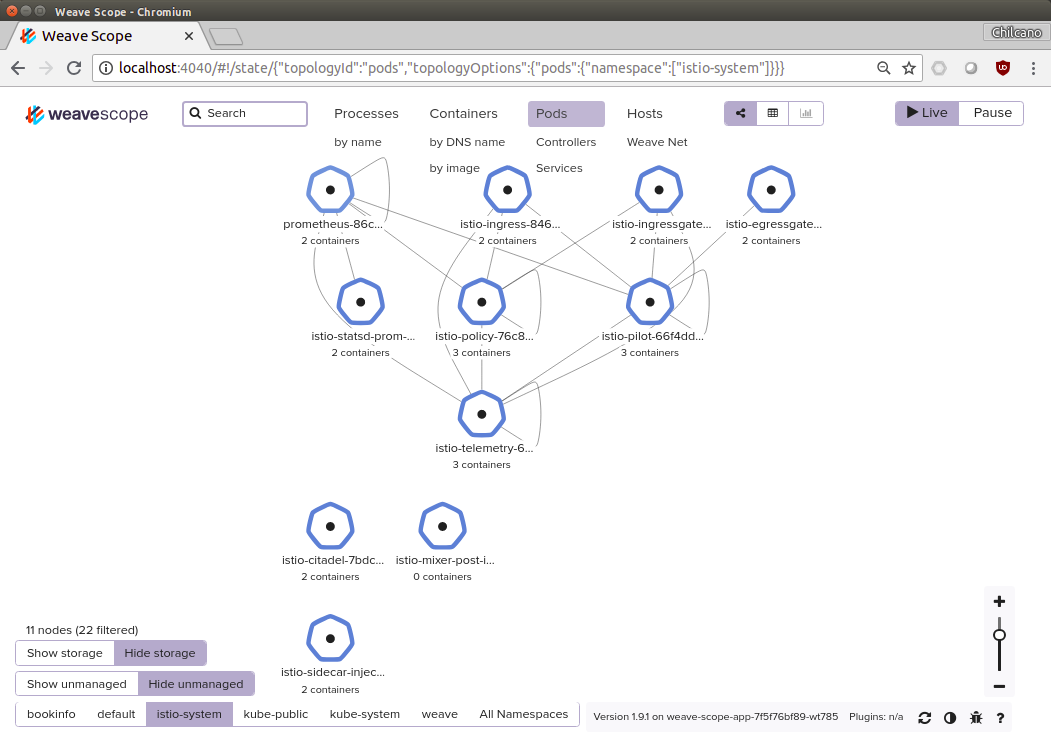 Weave Scope - Chromium
Weave Scope
Chilcano
localhost:4040/#!/state/{"topologyId":"pods","topologyOptions":{"pods":{"namespace":["istio-system"]}}}
weavescope
Search
Processes Containers Pods Hosts
Live Pause
by name by DNS name Controllers Weave Net
by image Services
prometheus-86c... istio-ingress-846... istio-ingressgate... istio-egressgate...
2 containers 2 containers 2 containers 2 containers
istio-statsd-prom-... istio-policy-76c8... istio-pilot-66f4dd...
2 containers 3 containers 3 containers
istio-telemetry-6...
3 containers
istio-citadel-7bdc... istio-mixer-post-i...
2 containers 0 containers
istio-sidecar-injec...
2 containers
11 nodes (22 filtered)
Show storage Hide storage
Show unmanaged Hide unmanaged
bookinfo default istio-system kube-public kube-system weave All Namespaces
Version 1.9.1 on weave-scope-app-7f5f76bf89-wt785 Plugins: n/a